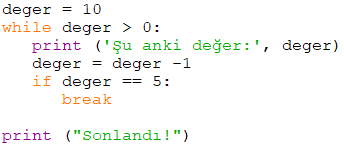 deger = 10
while deger > 0:
   print ('Şu anki değer:', deger)
   deger = deger -1
   if deger == 5:
      break

print ("Sonlandı!")